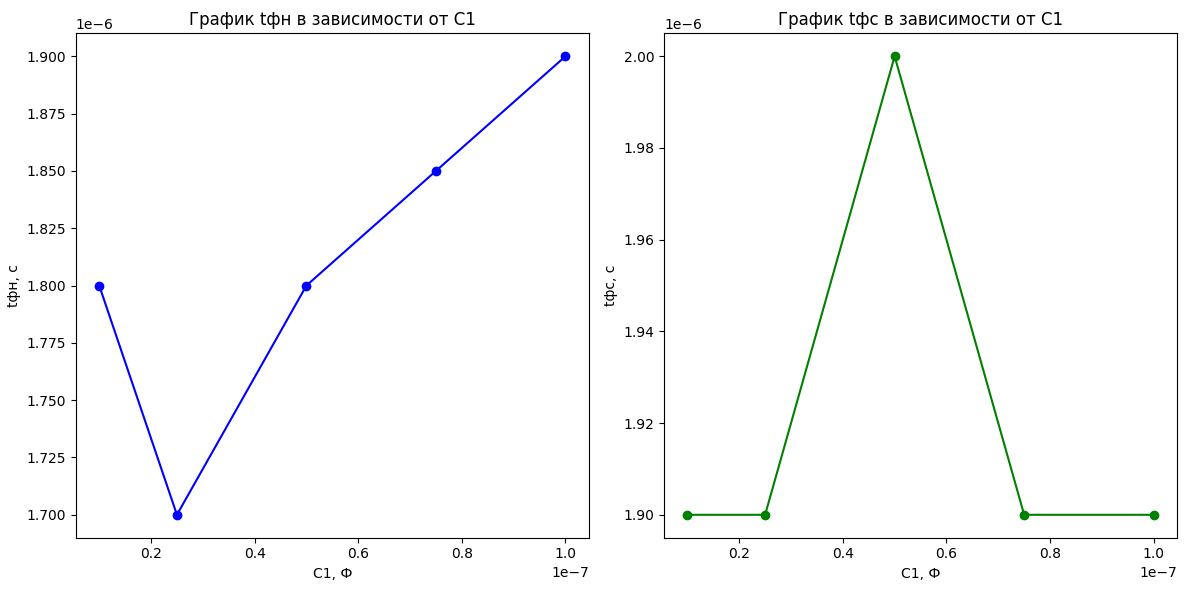 График tфн в зависимости от C1
1e−6
1.900
1.875
1.850
1.825
1.800
1.775
1.750
1.725
1.700
tфн, с
0.2
0.4
0.6
0.8
1.0
1e−7
C1, Ф
График tфс в зависимости от C1
1e−6
2.00
1.98
1.96
1.94
1.92
1.90
tфс, с
0.2
0.4
0.6
0.8
1.0
1e−7
C1, Ф